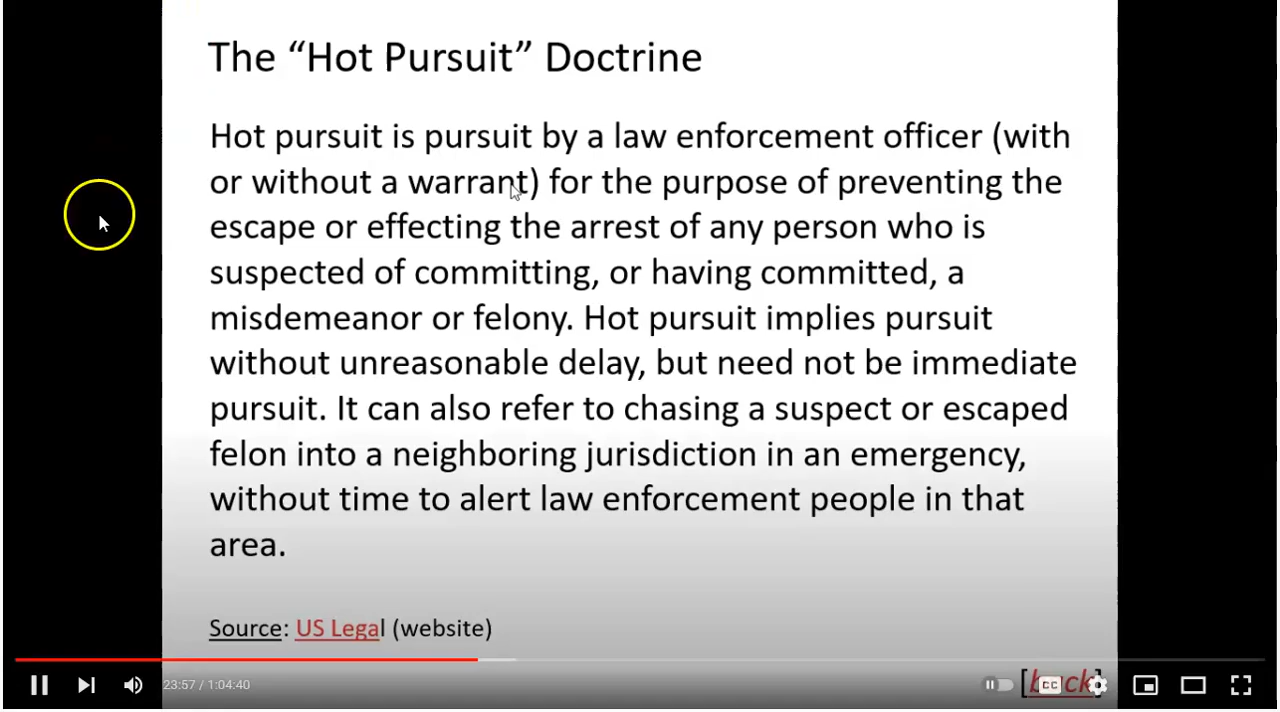 The “Hot Pursuit” Doctrine
Hot pursuit is pursuit by a law enforcement officer (with
or without a warrant) for the purpose of preventing the
escape or effecting the arrest of any person who is
suspected of committing, or having committed, a
misdemeanor or felony. Hot pursuit implies pursuit
without unreasonable delay, but need not be immediate
pursuit. It can also refer to chasing a suspect or escaped
felon into a neighboring jurisdiction in an emergency,
without time to alert law enforcement people in that
area.
Source: US Legal (website)
23:57 / 1:04:40
CC